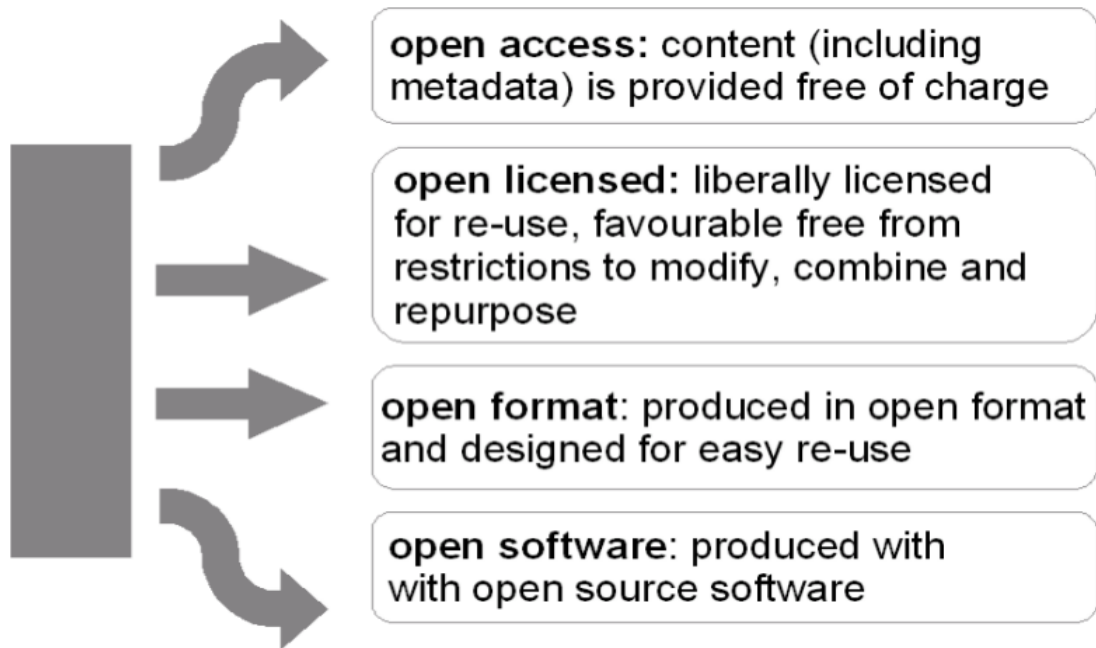 open access: content (including
metadata) is provided free of charge
open licensed: liberally licensed
for re-use, favourable free from
restrictions to modify, combine and
repurpose
open format: produced in open format
and designed for easy re-use
open software: produced with
with open source software